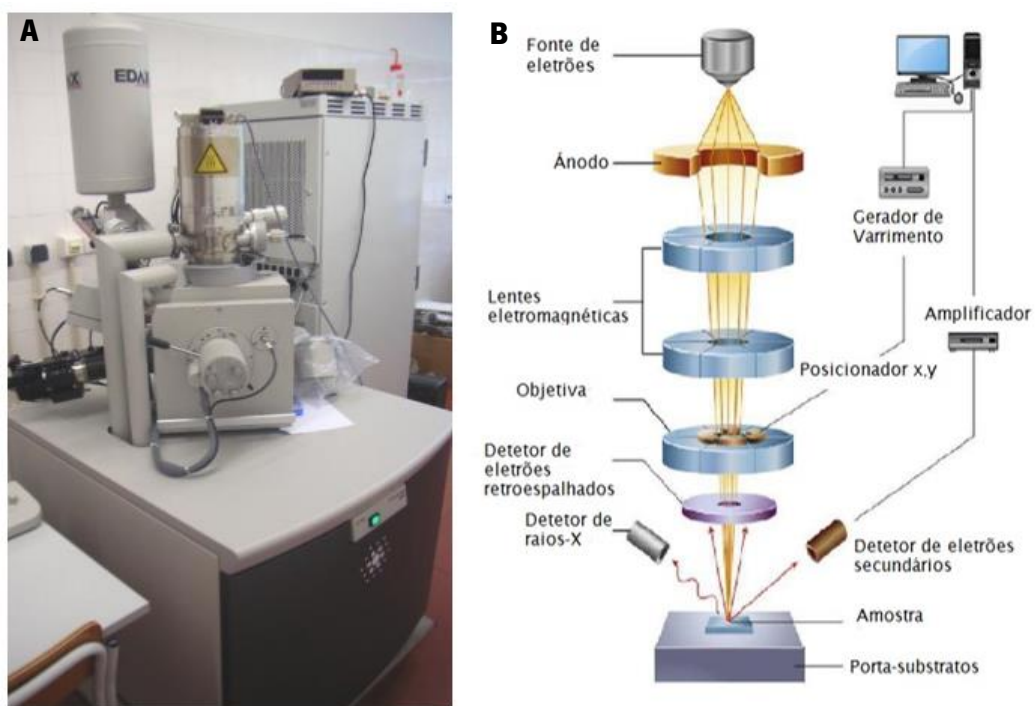 A
EDAX
B
Fonte de
eletrões
Ánodo
Gerador de
Varrimento
Lentes
eletromagnéticas
Amplificador
Posicionador x,y
Objetiva
Detetor de
eletrões
retroespalhados
Detetor de
raios-X
Detetor de eletrões
secundários
Amostra
Porta-substratos